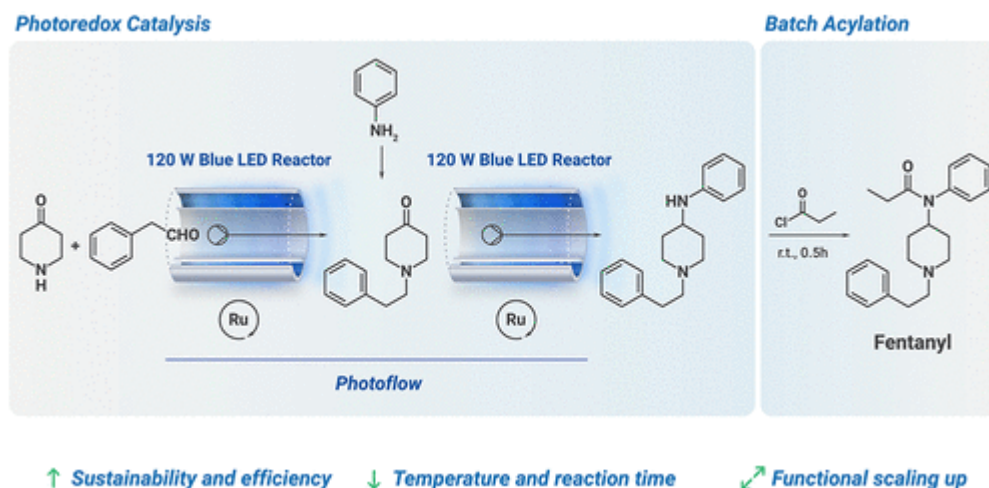 Photoredox Catalysis
Batch Acylation
NH2
120 W Blue LED Reactor
120 W Blue LED Reactor
O
+
CHO
N
H
O
N
HN
N
O
Cl
r.t., 0.5h
O
N
N
Ru
Ru
Fentanyl
Photoflow
↑ Sustainability and efficiency
↓ Temperature and reaction time
Functional scaling up